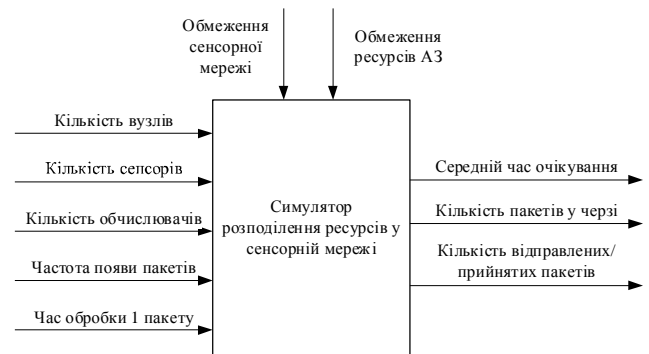 Обмеження
сенсорної
мережі
Обмеження
ресурсів АЗ
Кількість вузлів
Кількість сенсорів
Кількість обчислювачів
Частота появи пакетів
Час обробки 1 пакету
Симулятор
розподілення ресурсів у
сенсорній мережі
Середній час очікування
Кількість пакетів у черзі
Кількість відправлених/
прийнятих пакетів